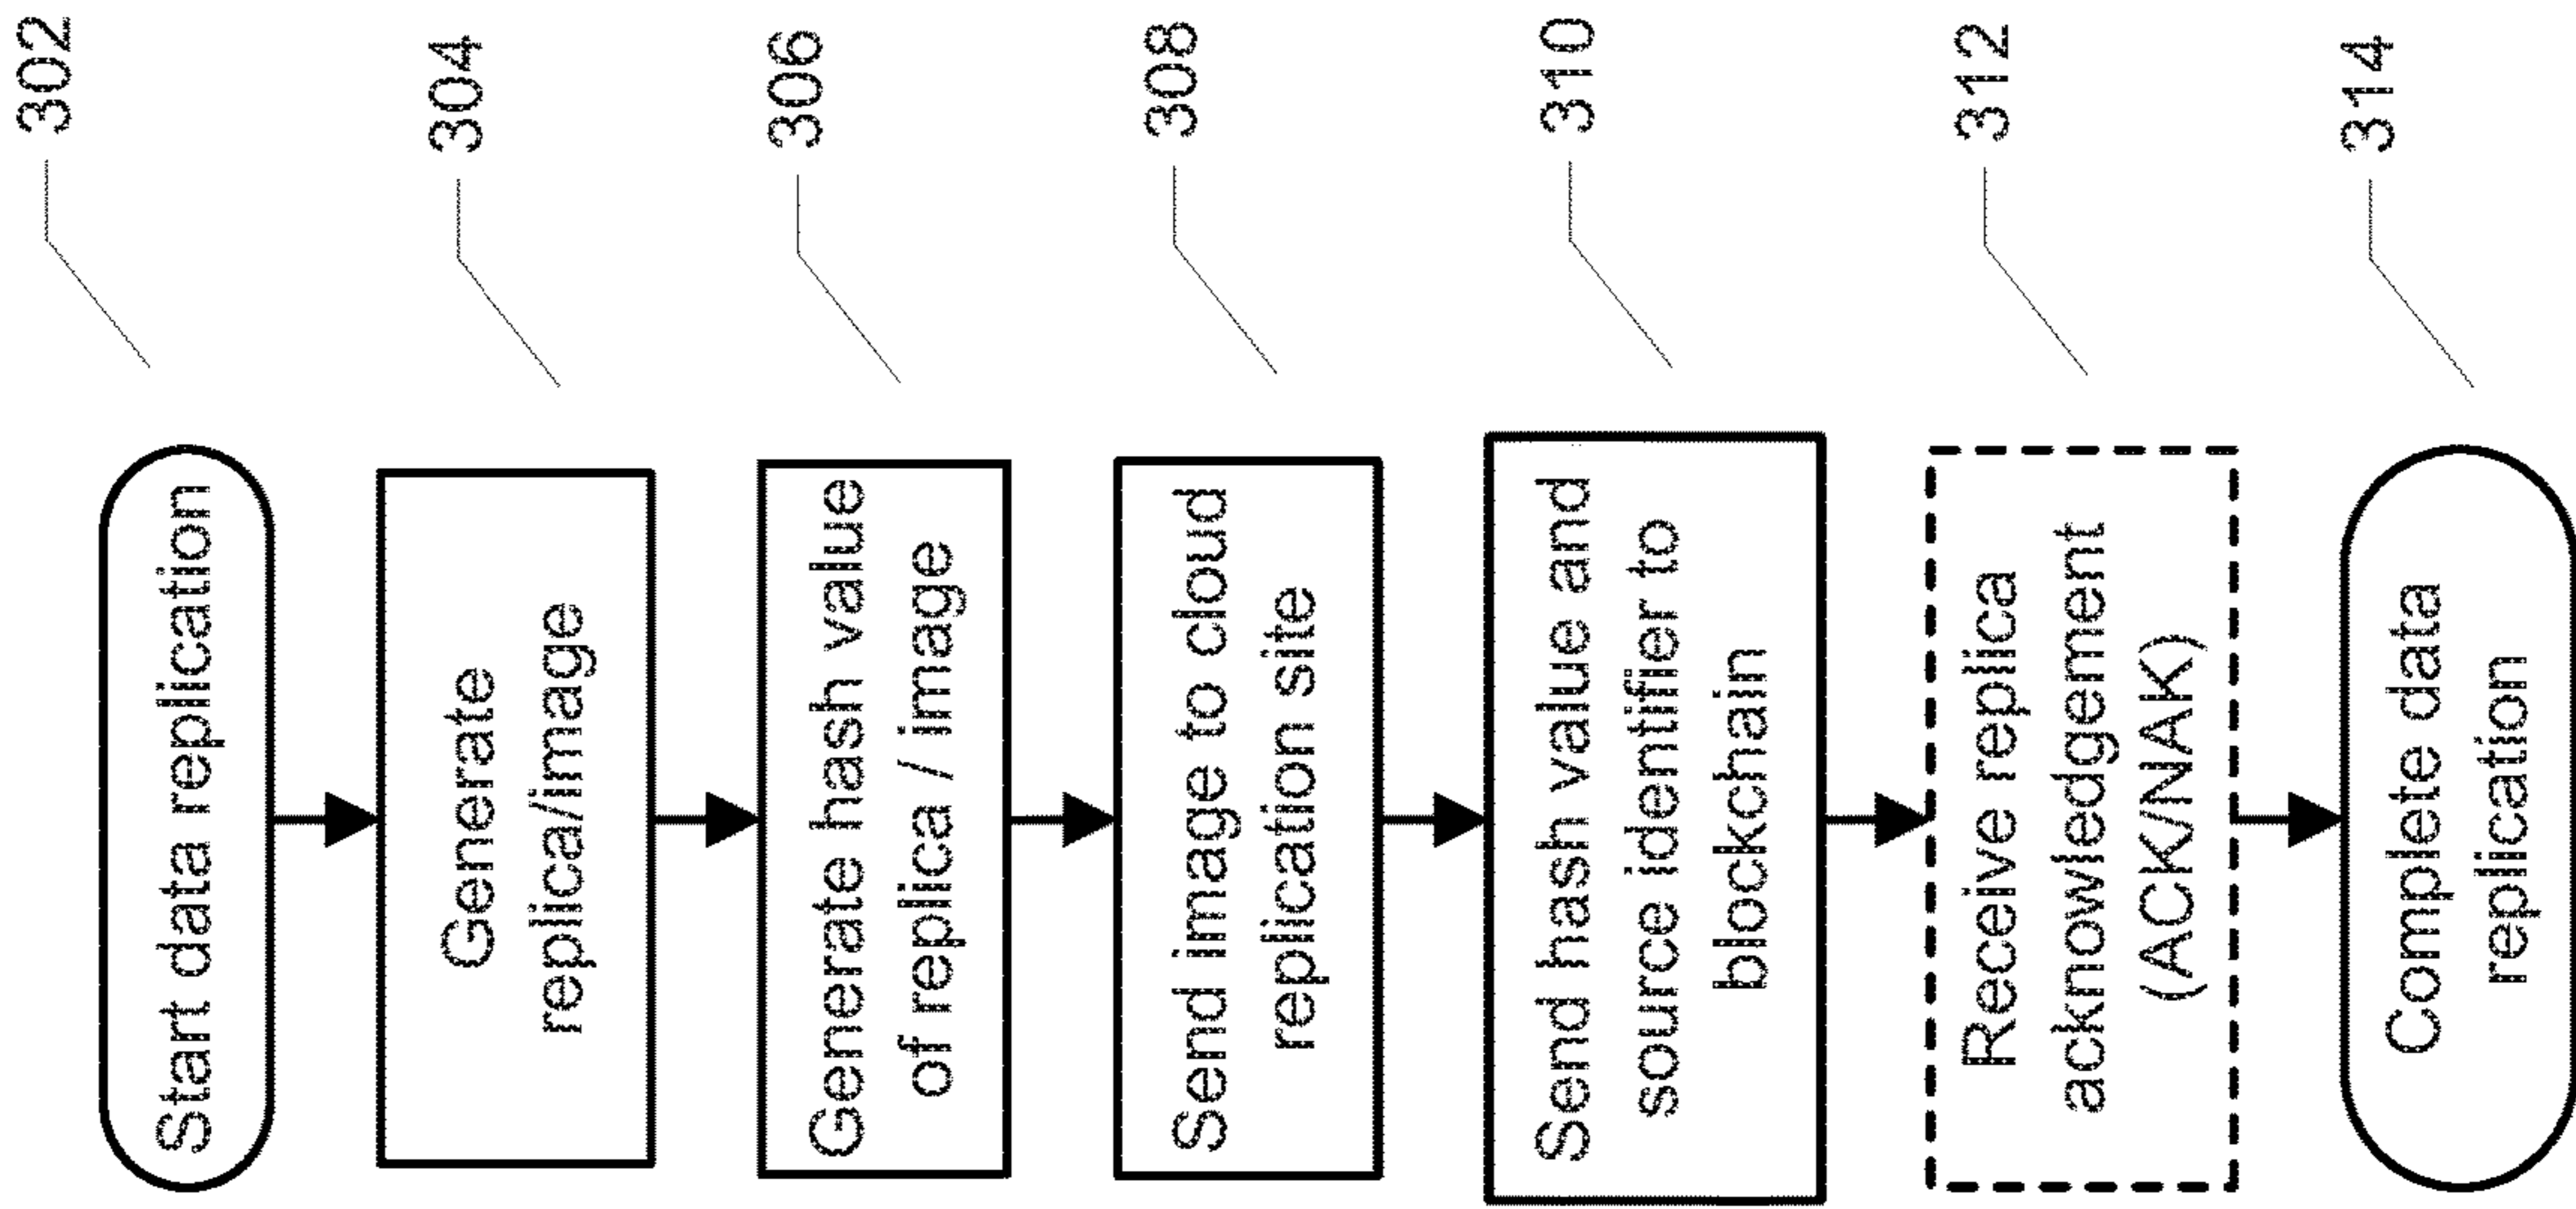 Start data replication
302
Generate
replica/image
304
Generate hash value
of replica / image
306
Send image to cloud
replication site
308
Send hash value and
source identifier to
blockchain
310
Receive replica
acknowledgement
(ACK/NAK)
312
Complete data
replication
314